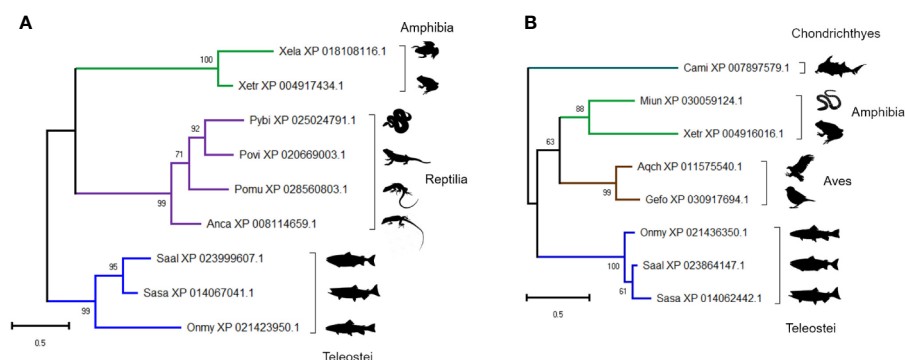 A
Amphibia
Xela XP 018108116.1
100
Xetr XP 004917434.1
Pybi XP 025024791.1
92
Povi XP 020669003.1
71
Reptilia
Pomu XP 028560803.1
99
Anca XP 008114659.1
Saal XP 023999607.1
95
Sasa XP 014067041.1
99
Onmy XP 021423950.1
0.5
Teleostei
B
Chondrichthyes
Cami XP 007897579.1
Miun XP 030059124.1
88
Amphibia
Xetr XP 004916016.1
63
Aqch XP 011575540.1
Aves
99
Gefo XP 030917694.1
Onmy XP 021436350.1
100
Saal XP 023864147.1
61
Sasa XP 014062442.1
0.5
Teleostei